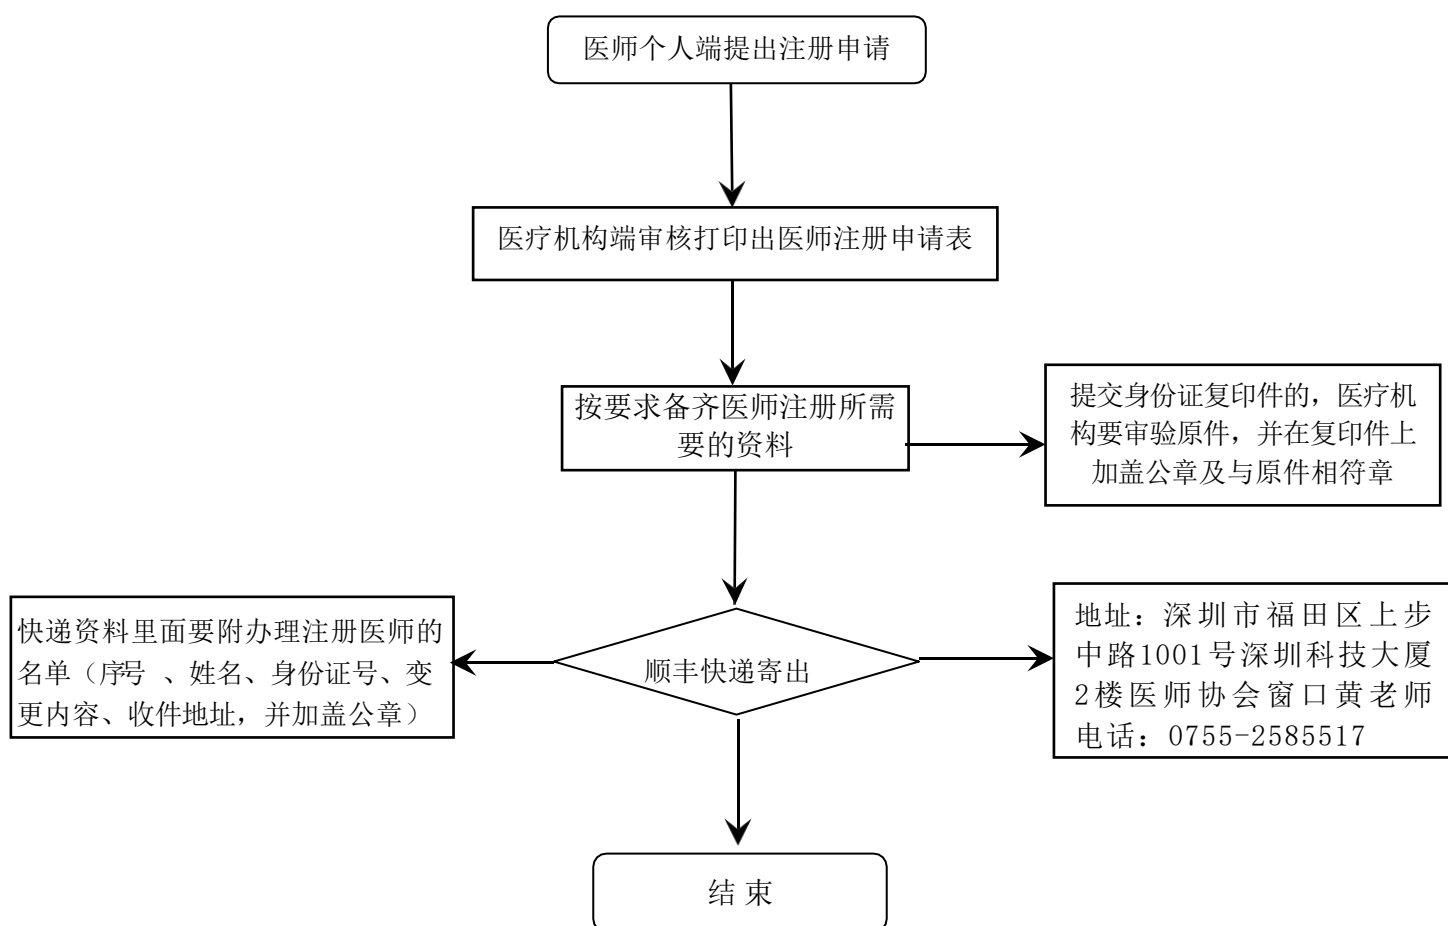 医师个人端提出注册申请
医疗机构端审核打印出医师注册申请表
按要求备齐医师注册所需
要的资料
提交身份证复印件的，医疗机
构要审验原件，并在复印件上
加盖公章及与原件相符章
快递资料里面要附办理注册医师的
名单（序号 、姓名、身份证号、变
更内容、收件地址，并加盖公章）
顺丰快递寄出
地址：深圳市福田区上步
中路1001号深圳科技大厦
2楼医师协会窗口黄老师
电话：0755-2585517
结 束